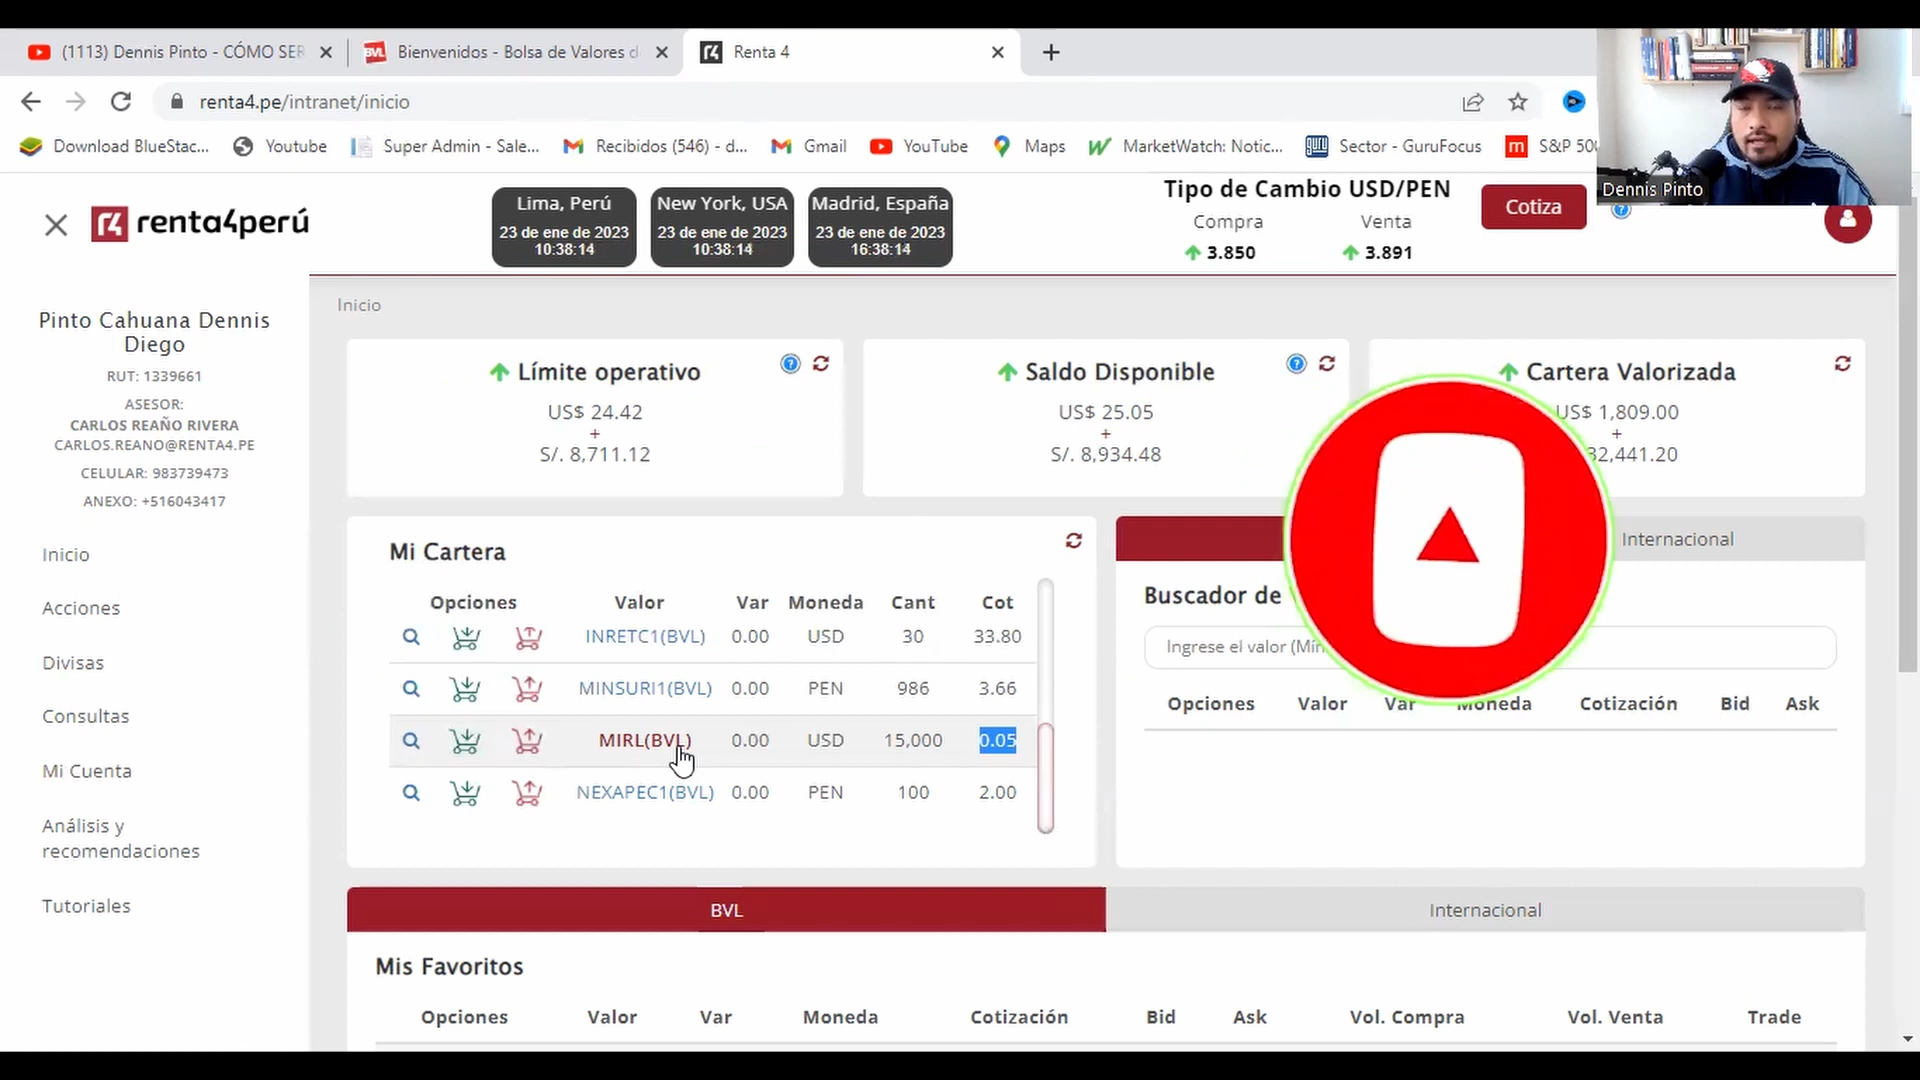 (1113) Dennis Pinto - CÓMO SER
Bienvenidos - Bolsa de Valores d
Renta 4
renta4.pe/intranet/inicio
Download BlueStac...
Youtube
Super Admin - Sale...
Recibidos (546) - d...
Gmail
YouTube
Maps
MarketWatch: Notic...
Sector - GuruFocus
S&P 500
Dennis Pinto
renta4perú
Lima, Perú
23 de ene de 2023
10:38:14
New York, USA
23 de ene de 2023
10:38:14
Madrid, España
23 de ene de 2023
16:38:14
Tipo de Cambio USD/PEN
Compra Venta
3.850 3.891
Cotiza
Pinto Cahuana Dennis
Diego
RUT: 1339661
ASESOR:
CARLOS REAÑO RIVERA
CARLOS.REANO@RENTA4.PE
CELULAR: 983739473
ANEXO: +516043417
Inicio
Acciones
Divisas
Consultas
Mi Cuenta
Análisis y
recomendaciones
Tutoriales
Inicio
Límite operativo
US$ 24.42
+
S/. 8,711.12
Saldo Disponible
US$ 25.05
+
S/. 8,934.48
Cartera Valorizada
US$ 1,809.00
+
32,441.20
Mi Cartera
Opciones Valor Var Moneda Cant Cot
INRETC1(BVL) 0.00 USD 30 33.80
MINSURI1(BVL) 0.00 PEN 986 3.66
MIRL(BVL) 0.00 USD 15,000 0.05
NEXAPEC1(BVL) 0.00 PEN 100 2.00
Internacional
Buscador de
Ingrese el valor (Mín
Opciones Valor Var Moneda Cotización Bid Ask
BVL Internacional
Mis Favoritos
Opciones Valor Var Moneda Cotización Bid Ask Vol. Compra Vol. Venta Trade